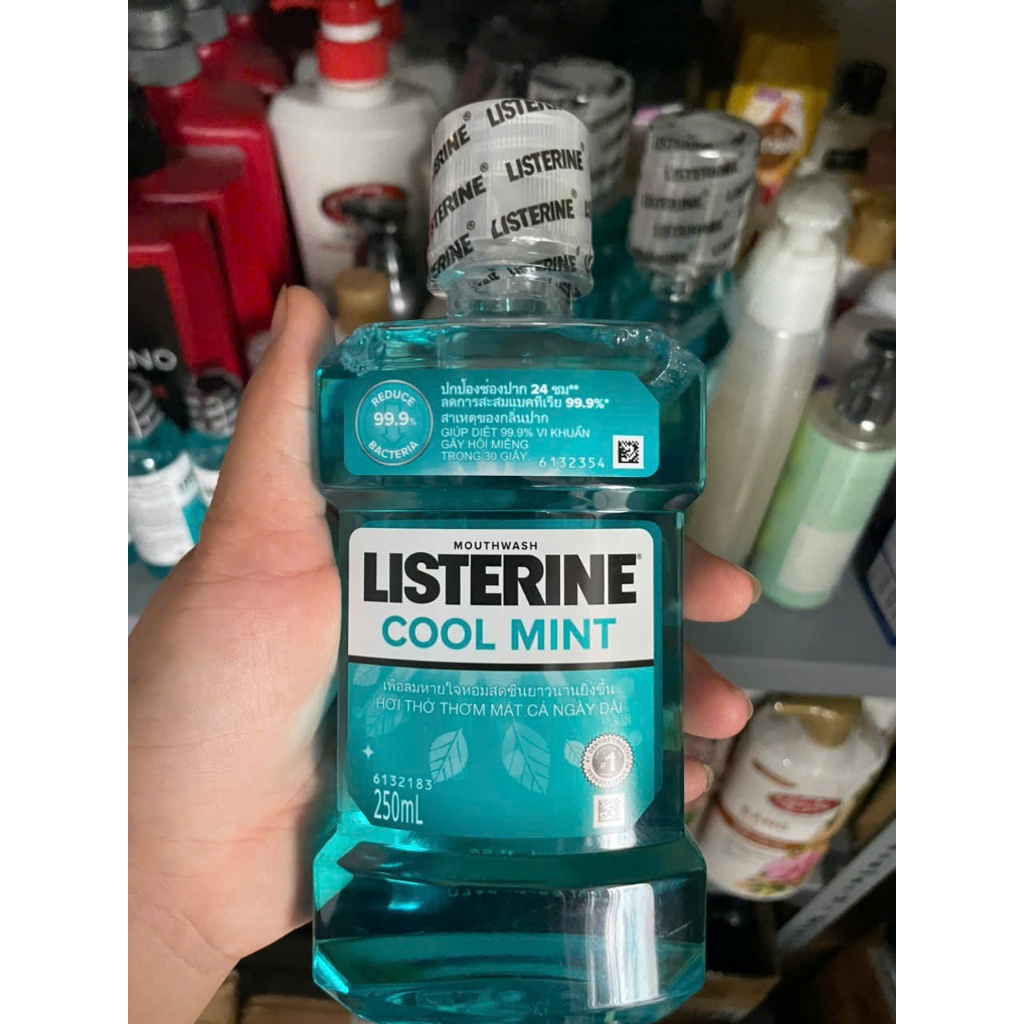 LISTERINE
LISTERINE
LISTERINE
REDUCE
99.9%
BACTERIA
ปกป้องช่องปาก 24 ชม**
ลดการสะสมแบคทีเรีย 99.9%*
สาเหตุของกลิ่นปาก
GIÚP DIỆT 99.9% VI KHUẨN
GÂY HÔI MIỆNG
TRONG 30 GIÂY.
6132354
MOUTHWASH
LISTERINE®
COOL MINT
เพื่อลมหายใจหอมสดชื่นยาวนานยิ่งขึ้น
HƠI THỞ THƠM MÁT CẢ NGÀY DÀI
#1
6132183
250mL